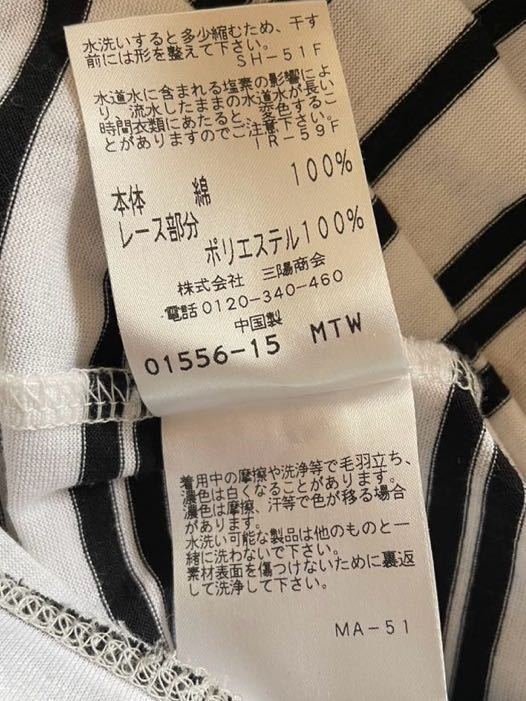 水洗いすると多少縮むため、干す
前には形を整えて下さい。
SH-51F
水道水に含まれる塩素の影響によ
り、流水したままの水道水が長い
時間衣類にあたると、変色するこ
とがありますのでご注意下さい。
IR-59F
本体 綿 100%
レース部分
ポリエステル100%
株式会社 三陽商会
電話0120-340-460
中国製
01556-15 MTW
着用中の摩擦や洗浄等で毛羽立ち、
濃色は白くなることがあります。
濃色は摩擦、汗等で色が移る場合
があります。
水洗い可能な製品は他のものと一
緒に洗わないで下さい。
素材表面を傷つけないために裏返
して洗浄して下さい。
MA-51